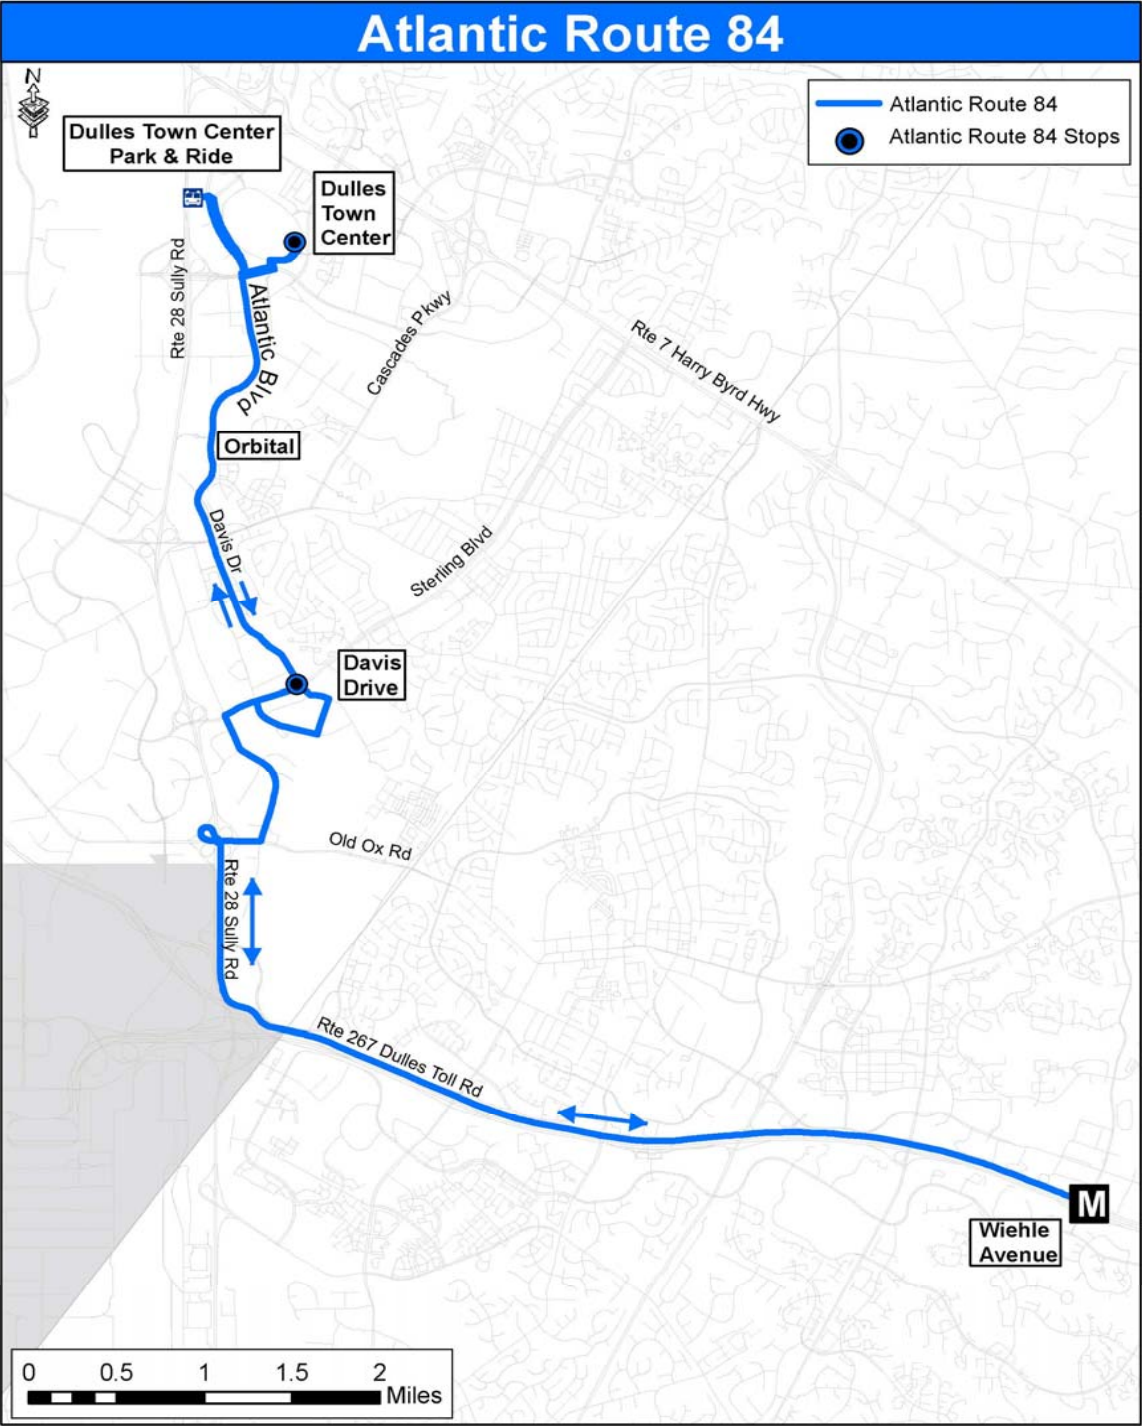 Atlantic Route 84
N
Atlantic Route 84
Atlantic Route 84 Stops
Dulles Town Center
Park & Ride
Dulles
Town
Center
Rte 28 Sully Rd
Atlantic Blvd
Cascades Pkwy
Rte 7 Harry Byrd Hwy
Orbital
Davis Dr
Sterling Blvd
Davis
Drive
Old Ox Rd
Rte 28 Sully Rd
Rte 267 Dulles Toll Rd
M
Wiehle
Avenue
0 0.5 1 1.5 2
Miles